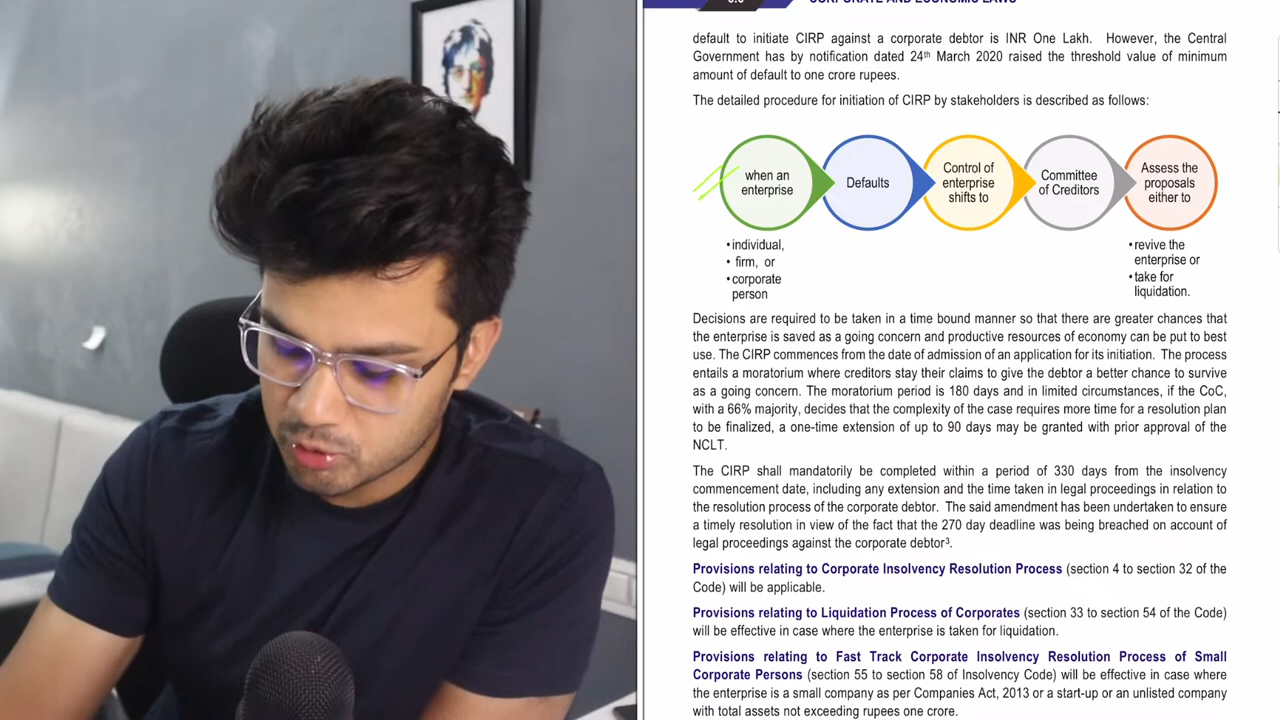 CORPORATE AND ECONOMIC LAWS
default to initiate CIRP against a corporate debtor is INR One Lakh. However, the Central
Government has by notification dated 24th March 2020 raised the threshold value of minimum
amount of default to one crore rupees.
The detailed procedure for initiation of CIRP by stakeholders is described as follows:
when an
enterprise
Defaults
Control of
enterprise
shifts to
Committee
of Creditors
Assess the
proposals
either to
• individual,
• firm, or
• corporate
person
• revive the
enterprise or
• take for
liquidation.
Decisions are required to be taken in a time bound manner so that there are greater chances that
the enterprise is saved as a going concern and productive resources of economy can be put to best
use. The CIRP commences from the date of admission of an application for its initiation. The process
entails a moratorium where creditors stay their claims to give the debtor a better chance to survive
as a going concern. The moratorium period is 180 days and in limited circumstances, if the CoC,
with a 66% majority, decides that the complexity of the case requires more time for a resolution plan
to be finalized, a one-time extension of up to 90 days may be granted with prior approval of the
NCLT.
The CIRP shall mandatorily be completed within a period of 330 days from the insolvency
commencement date, including any extension and the time taken in legal proceedings in relation to
the resolution process of the corporate debtor. The said amendment has been undertaken to ensure
a timely resolution in view of the fact that the 270 day deadline was being breached on account of
legal proceedings against the corporate debtor³.
Provisions relating to Corporate Insolvency Resolution Process (section 4 to section 32 of the
Code) will be applicable.
Provisions relating to Liquidation Process of Corporates (section 33 to section 54 of the Code)
will be effective in case where the enterprise is taken for liquidation.
Provisions relating to Fast Track Corporate Insolvency Resolution Process of Small
Corporate Persons (section 55 to section 58 of Insolvency Code) will be effective in case where
the enterprise is a small company as per Companies Act, 2013 or a start-up or an unlisted company
with total assets not exceeding rupees one crore.